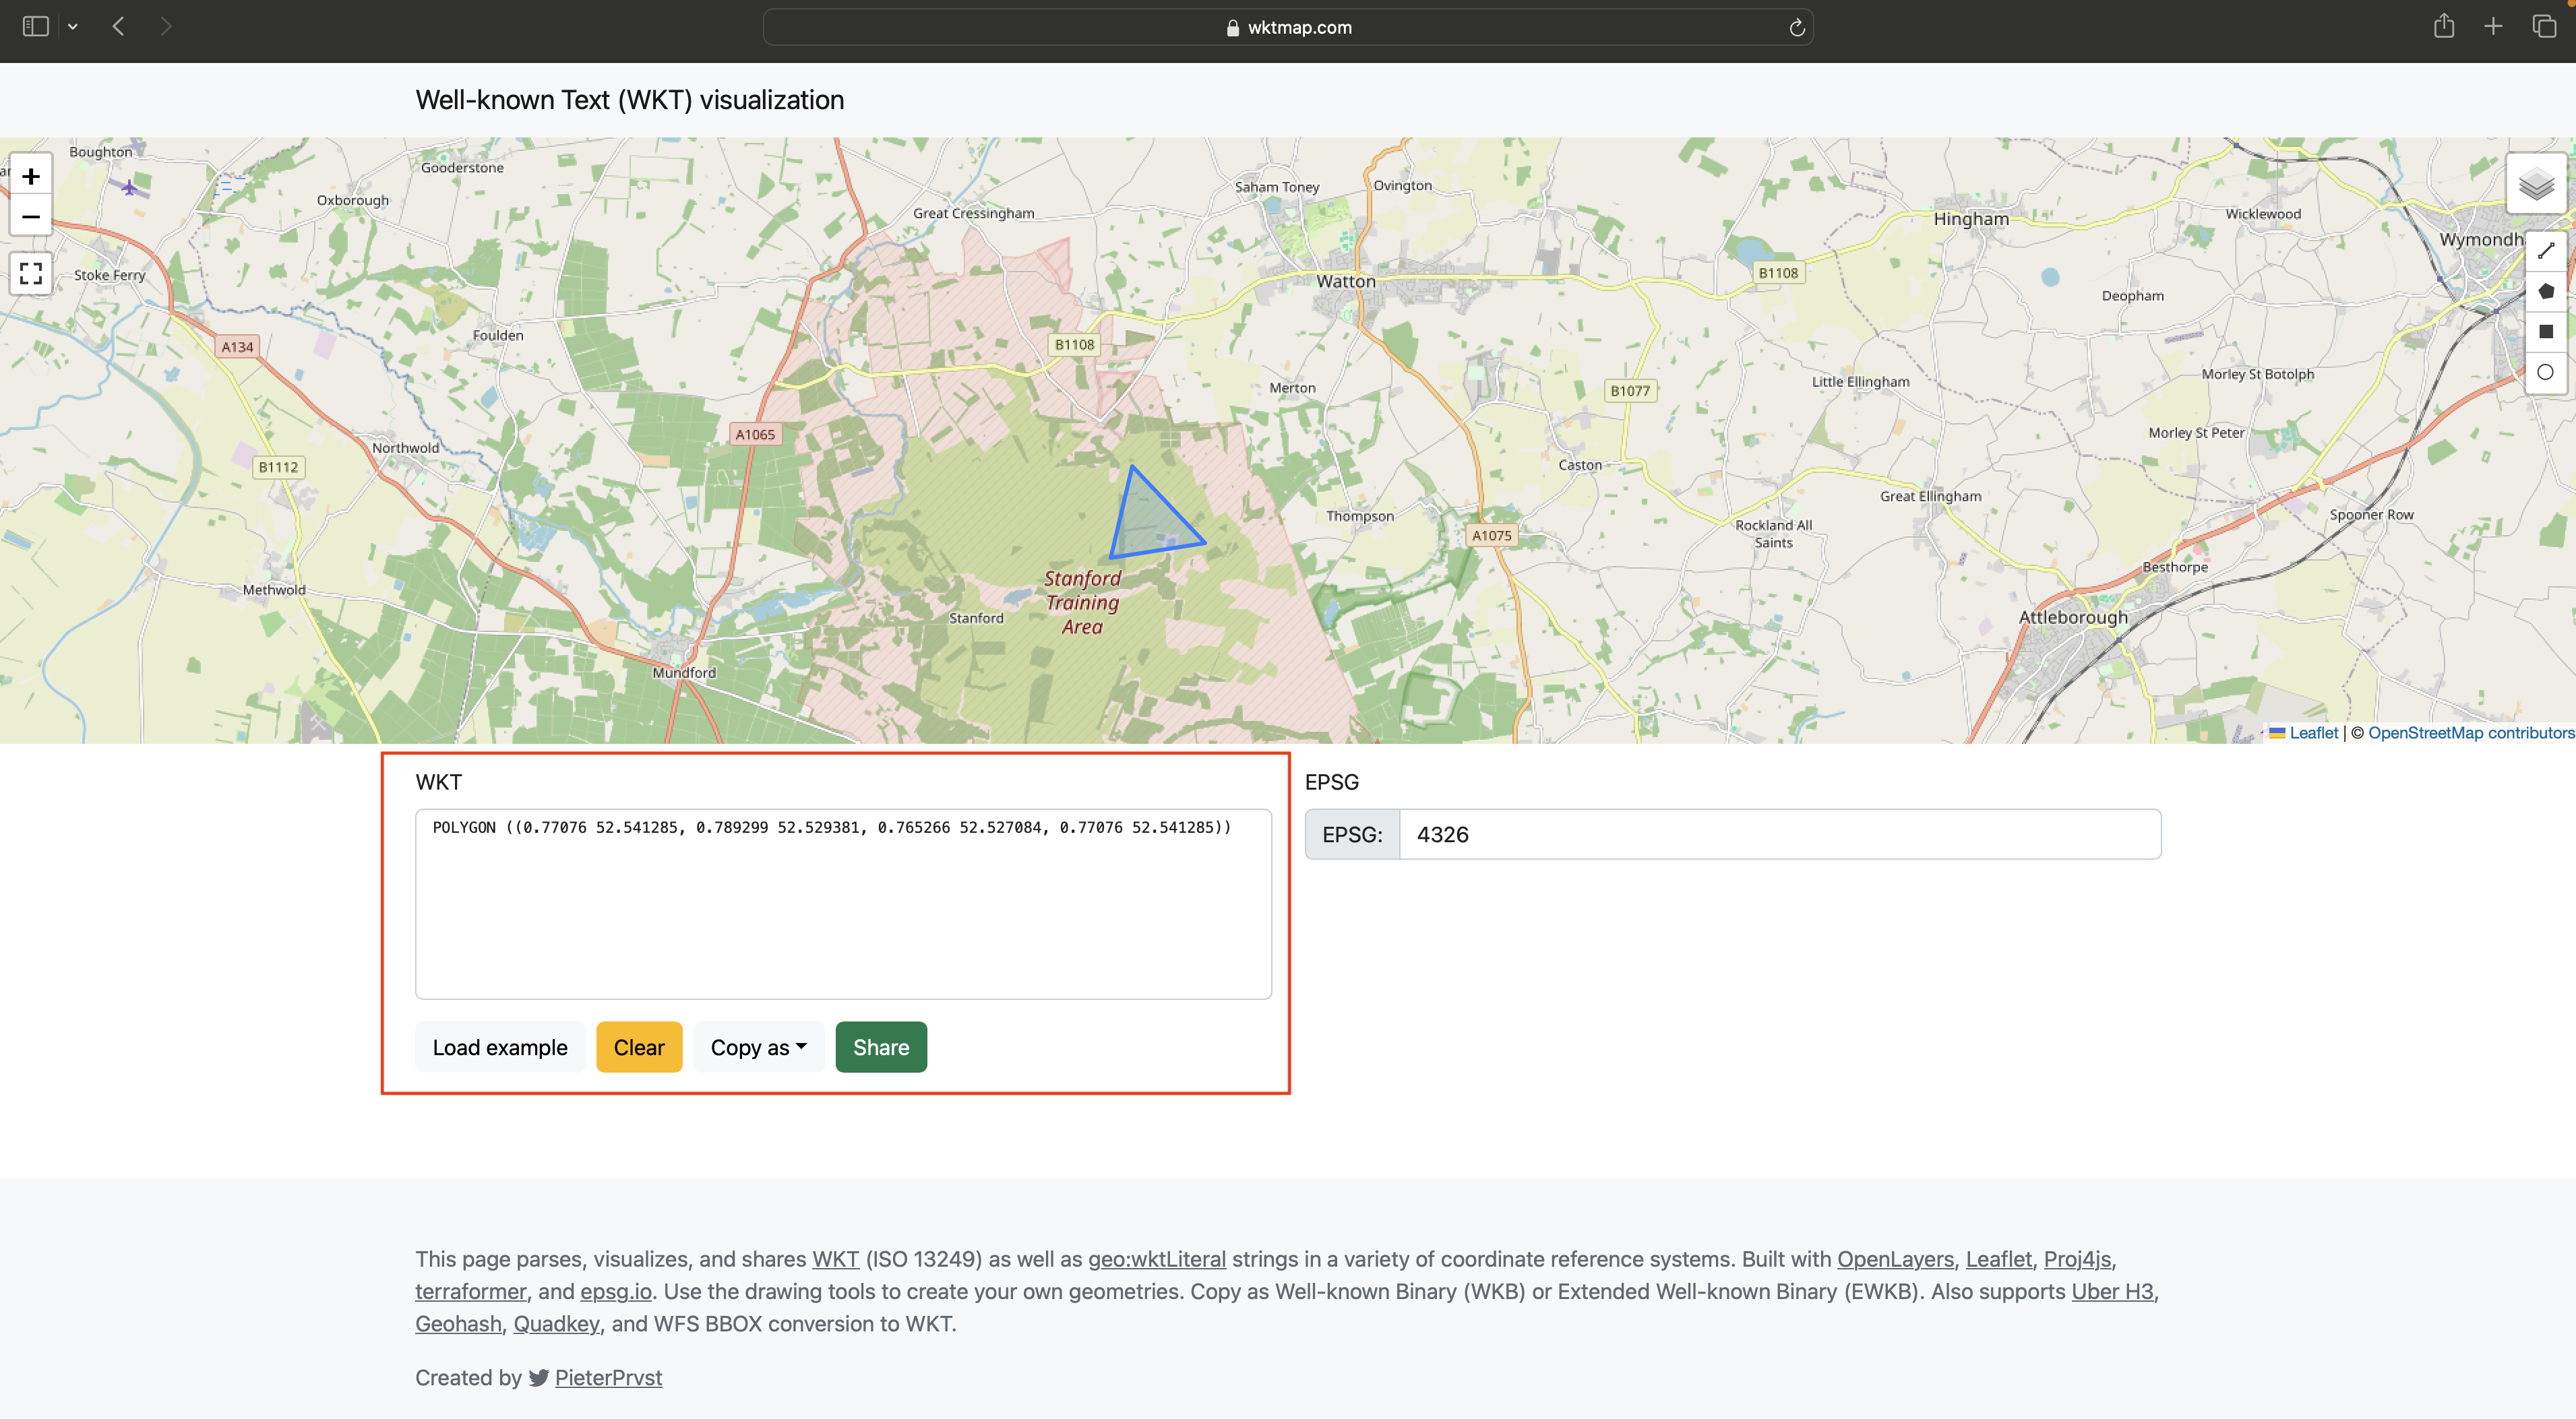 wktmap.com
Well-known Text (WKT) visualization
Boughton
Gooderstone
Oxborough
Great Cressingham
Saham Toney
Ovington
Hingham
Wicklewood
Wymondh
Stoke Ferry
Watton
B1108
Deopham
Foulden
A134
B1108
Merton
B1077
Little Ellingham
Morley St Botolph
A1065
Northwold
B1112
Morley St Peter
Caston
Great Ellingham
Thompson
Rockland All
Saints
Spooner Row
A1075
Besthorpe
Methwold
Stanford
Training
Area
Stanford
Attleborough
Mundford
Leaflet | © OpenStreetMap contributors
WKT
EPSG
POLYGON ((0.77076 52.541285, 0.789299 52.529381, 0.765266 52.527084, 0.77076 52.541285))
EPSG: 4326
Load example Clear Copy as Share
This page parses, visualizes, and shares WKT (ISO 13249) as well as geo:wktLiteral strings in a variety of coordinate reference systems. Built with OpenLayers, Leaflet, Proj4js,
terraformer, and epsg.io. Use the drawing tools to create your own geometries. Copy as Well-known Binary (WKB) or Extended Well-known Binary (EWKB). Also supports Uber H3,
Geohash, Quadkey, and WFS BBOX conversion to WKT.
Created by PieterPrvst